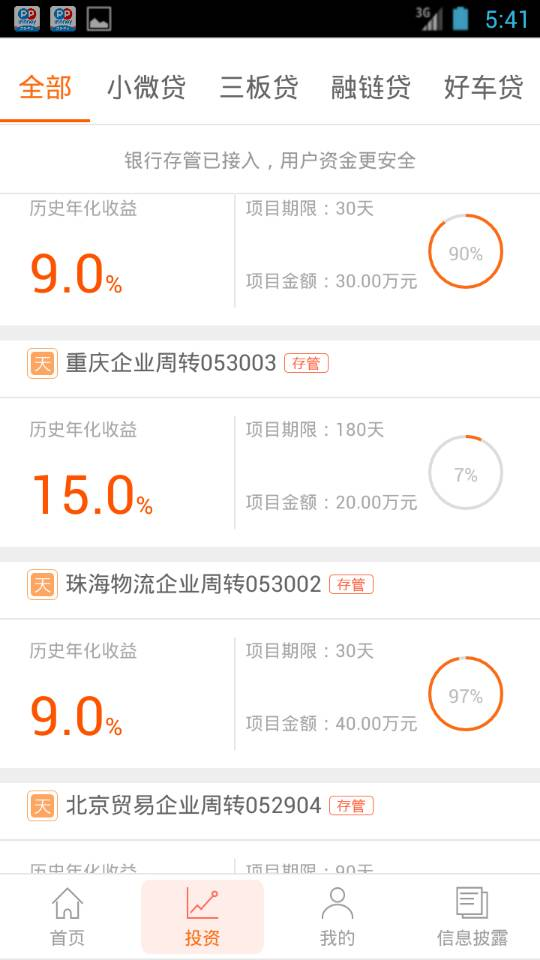 3G 5:41
全部 小微贷 三板贷 融链贷 好车贷
银行存管已接入，用户资金更安全
历史年化收益 项目期限：30天
9.0% 项目金额：30.00万元 90%
天 重庆企业周转053003 存管
历史年化收益 项目期限：180天
15.0% 项目金额：20.00万元 7%
天 珠海物流企业周转053002 存管
历史年化收益 项目期限：30天
9.0% 项目金额：40.00万元 97%
天 北京贸易企业周转052904 存管
历史年化收益 项目期限：90天
首页 投资 我的 信息披露